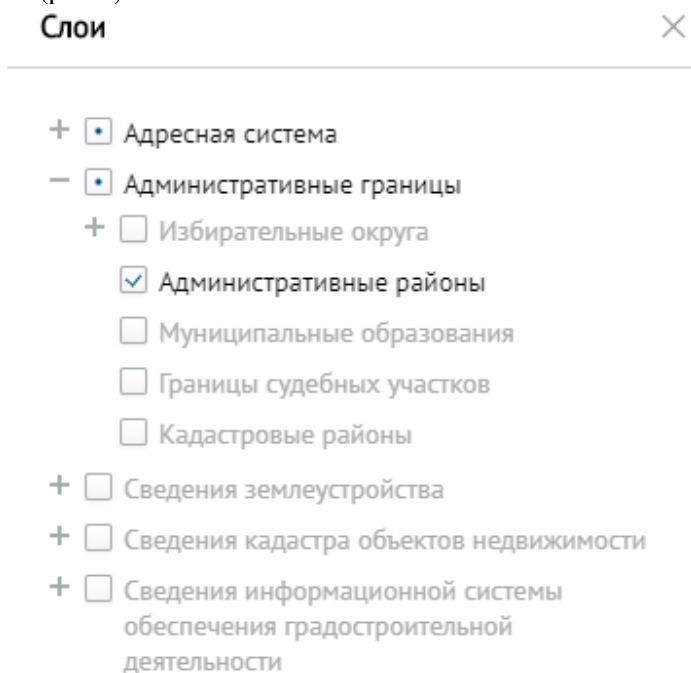 Слои
Адресная система
Административные границы
Избирательные округа
Административные районы
Муниципальные образования
Границы судебных участков
Кадастровые районы
Сведения землеустройства
Сведения кадастра объектов недвижимости
Сведения информационной системы
обеспечения градостроительной
деятельности